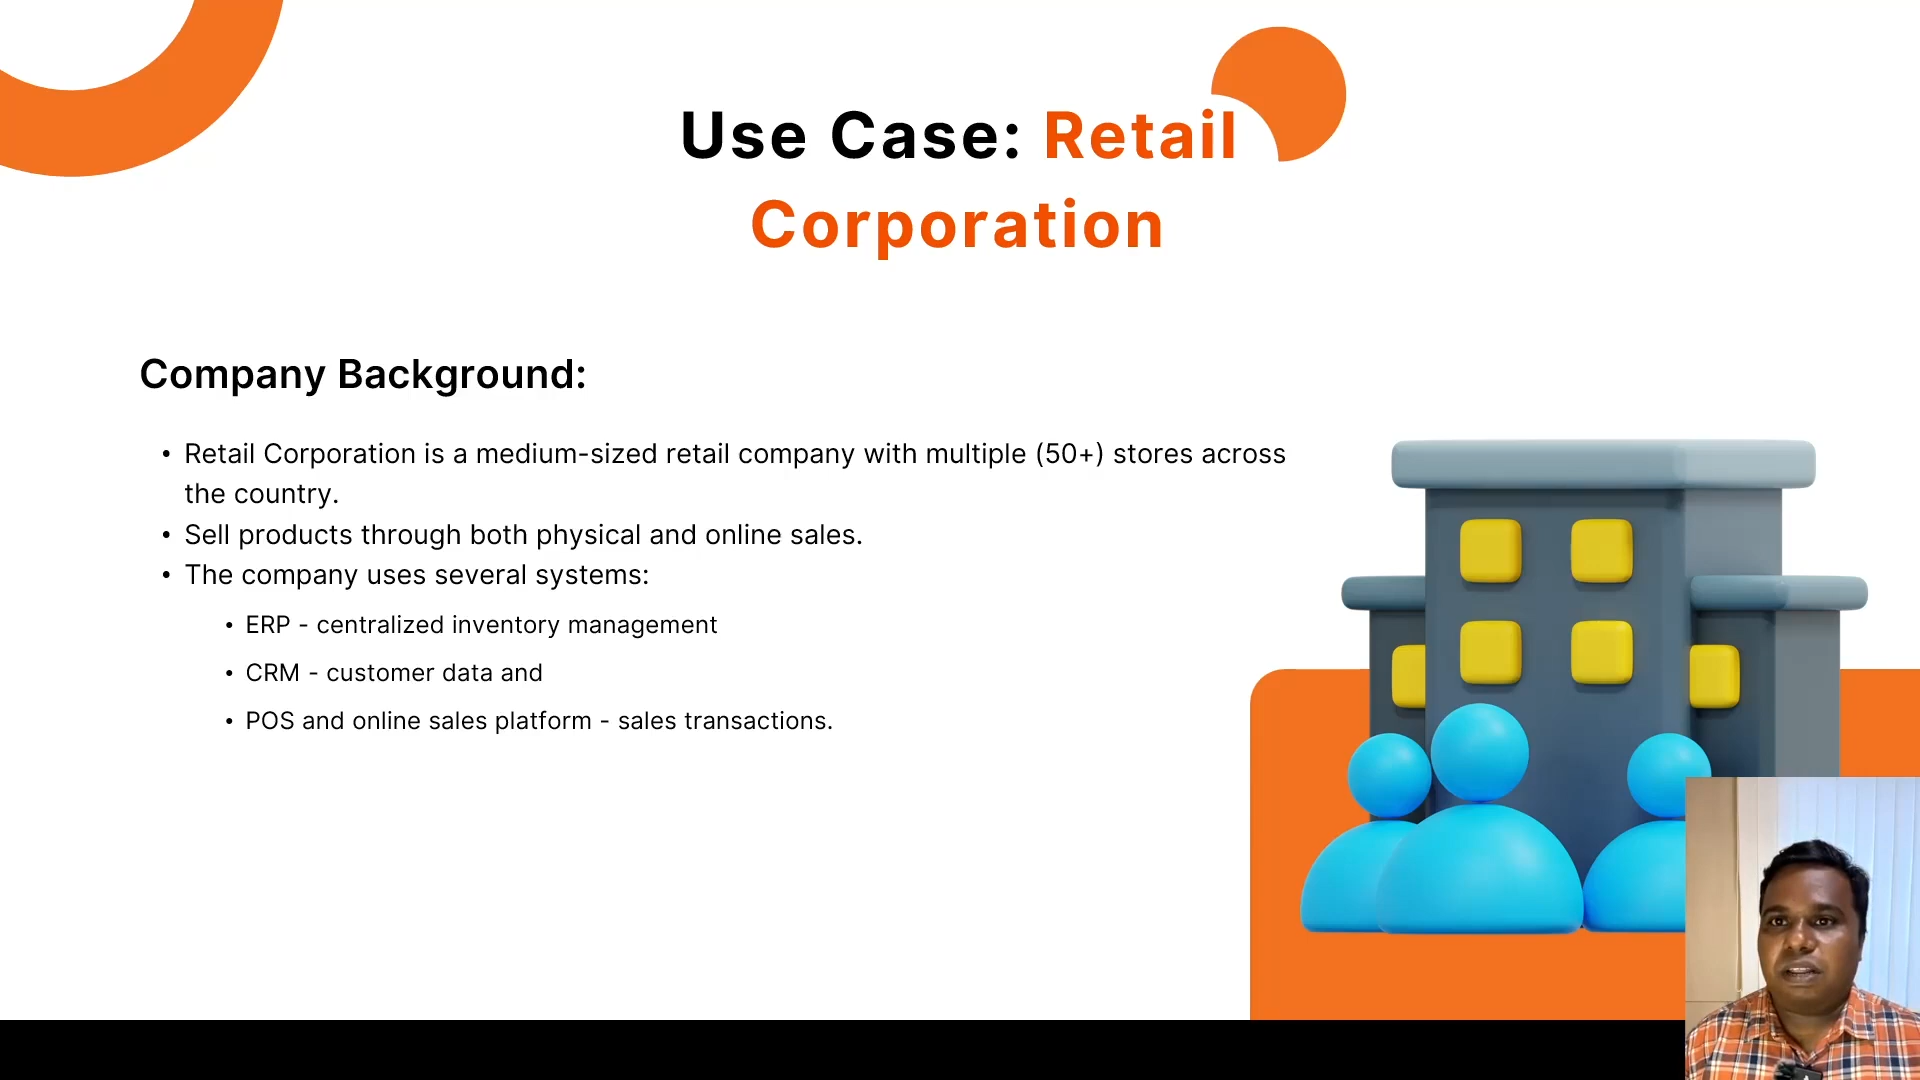 Use Case: Retail
Corporation
Company Background:
• Retail Corporation is a medium-sized retail company with multiple (50+) stores across
the country.
• Sell products through both physical and online sales.
• The company uses several systems:
• ERP - centralized inventory management
• CRM - customer data and
• POS and online sales platform - sales transactions.